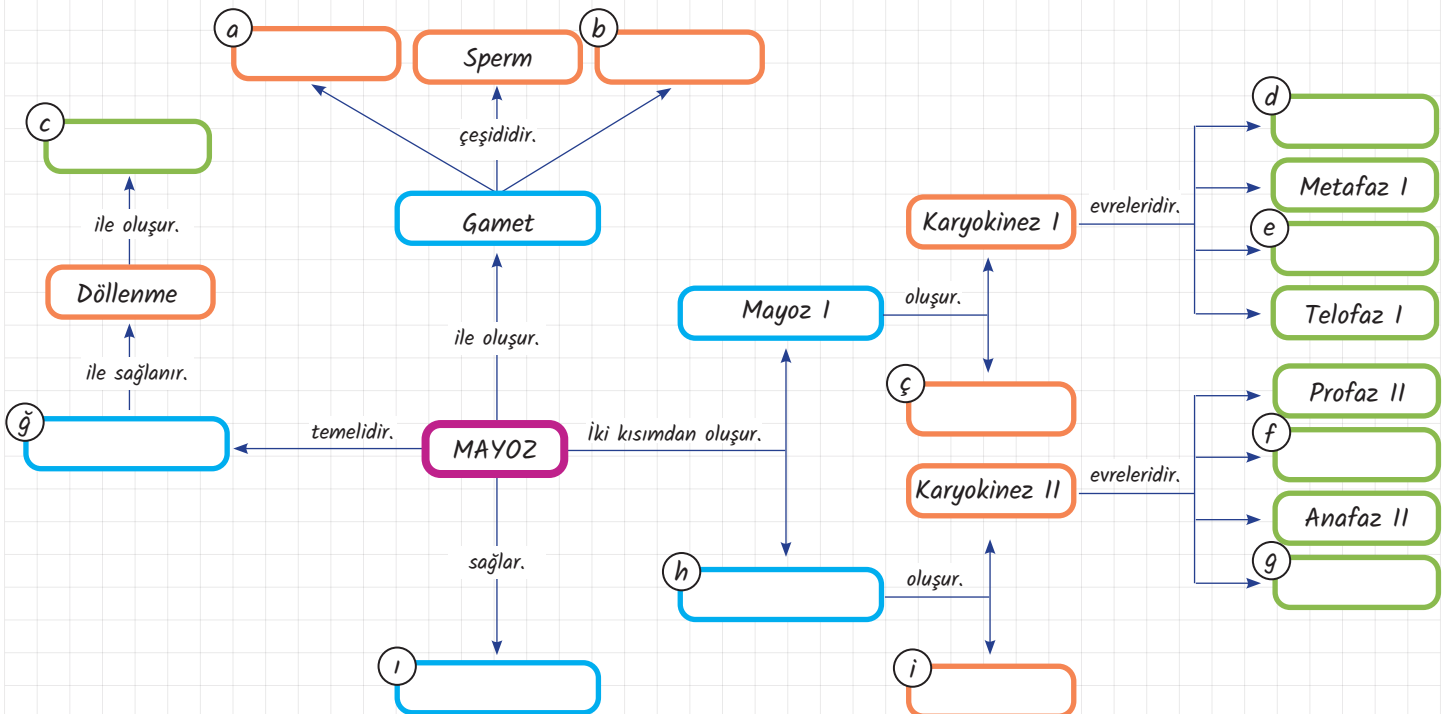 a
Sperm
b
çeşididir.
c
ile oluşur.
Döllenme
ile sağlanır.
ğ
Gamet
ile oluşur.
temelidir.
MAYOZ
İki kısımdan oluşur.
sağlar.
ı
Mayoz I
oluşur.
Karyokinez I
evreleridir.
d
Metafaz I
e
Telofaz I
ç
h
oluşur.
Karyokinez II
evreleridir.
Profaz II
f
Anafaz II
g
i